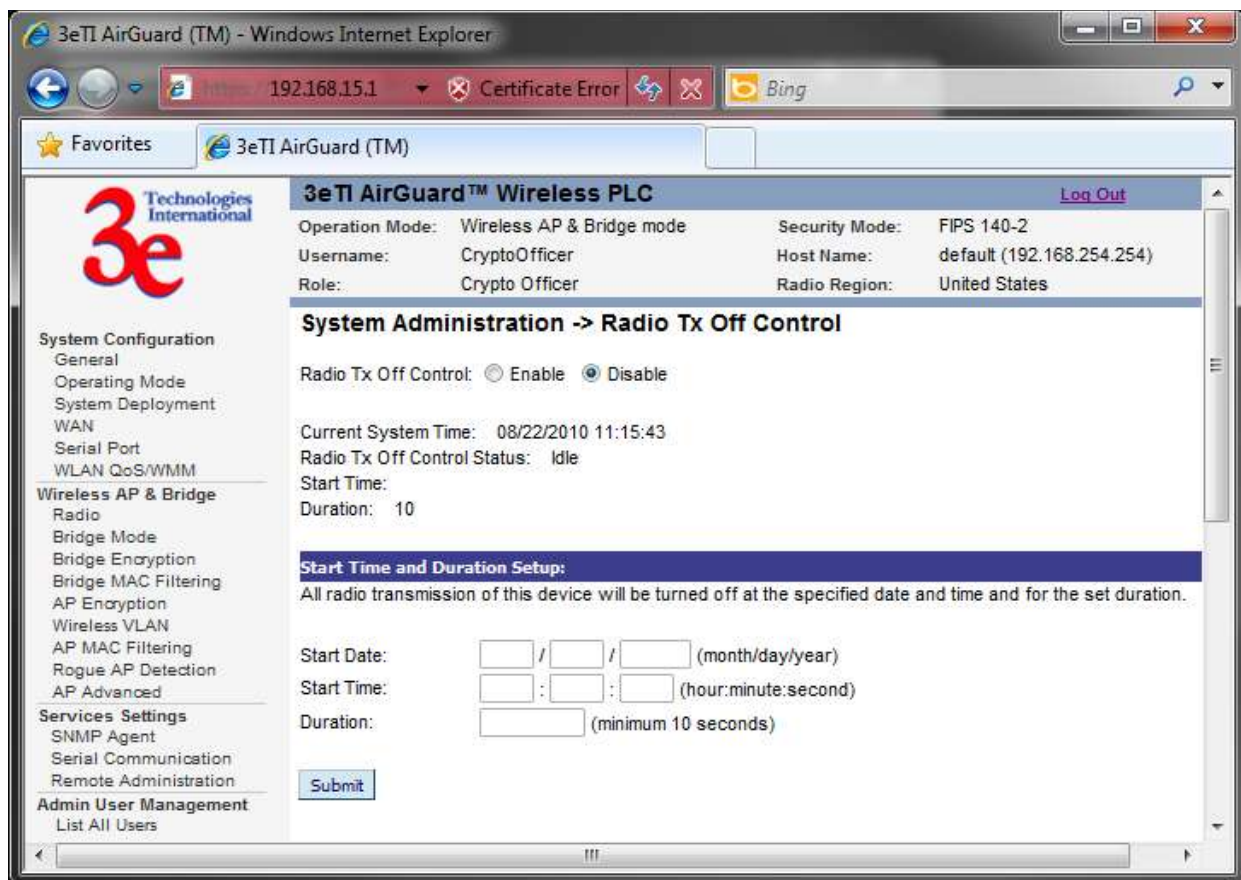 3eTI AirGuard (TM) - Windows Internet Explorer
192.168.15.1 Certificate Error Bing
Favorites 3eTI AirGuard (TM)
3e Technologies International
System Configuration
General
Operating Mode
System Deployment
WAN
Serial Port
WLAN QoS/WMM
Wireless AP & Bridge
Radio
Bridge Mode
Bridge Encryption
Bridge MAC Filtering
AP Encryption
Wireless VLAN
AP MAC Filtering
Rogue AP Detection
AP Advanced
Services Settings
SNMP Agent
Serial Communication
Remote Administration
Admin User Management
List All Users
3eTI AirGuard™ Wireless PLC Log Out
Operation Mode: Wireless AP & Bridge mode Security Mode: FIPS 140-2
Username: CryptoOfficer Host Name: default (192.168.254.254)
Role: Crypto Officer Radio Region: United States
System Administration -> Radio Tx Off Control
Radio Tx Off Control: Enable Disable
Current System Time: 08/22/2010 11:15:43
Radio Tx Off Control Status: Idle
Start Time:
Duration: 10
Start Time and Duration Setup:
All radio transmission of this device will be turned off at the specified date and time and for the set duration.
Start Date: / / (month/day/year)
Start Time: : : (hour:minute:second)
Duration: (minimum 10 seconds)
Submit